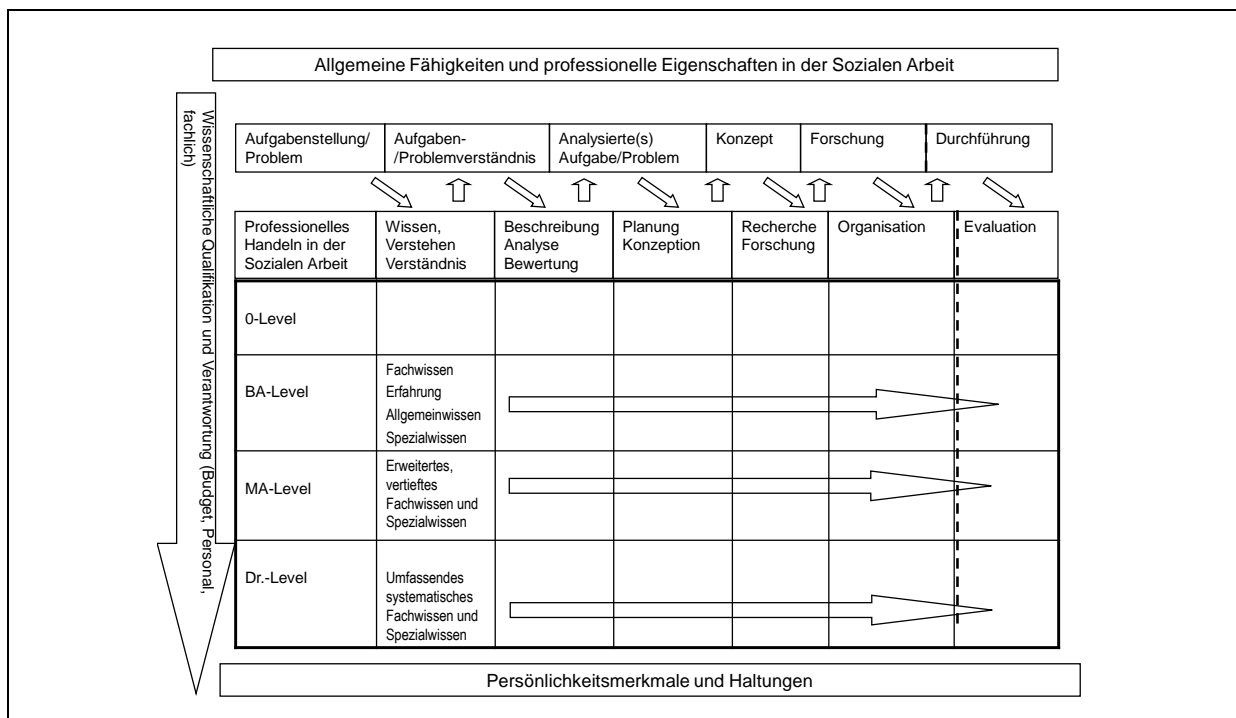 Allgemeine Fähigkeiten und professionelle Eigenschaften in der Sozialen Arbeit
Wissenschaftliche Qualifikation und Verantwortung (Budget, Personal,
fachlich)
Aufgabenstellung/
Problem
Aufgaben-
/Problemverständnis
Analysierte(s)
Aufgabe/Problem
Konzept
Forschung
Durchführung
Professionelles
Handeln in der
Sozialen Arbeit
Wissen,
Verstehen
Verständnis
Beschreibung
Analyse
Bewertung
Planung
Konzeption
Recherche
Forschung
Organisation
Evaluation
0-Level
BA-Level
Fachwissen
Erfahrung
Allgemeinwissen
Spezialwissen
MA-Level
Erweitertes,
vertieftes
Fachwissen und
Spezialwissen
Dr.-Level
Umfassendes
systematisches
Fachwissen und
Spezialwissen
Persönlichkeitsmerkmale und Haltungen